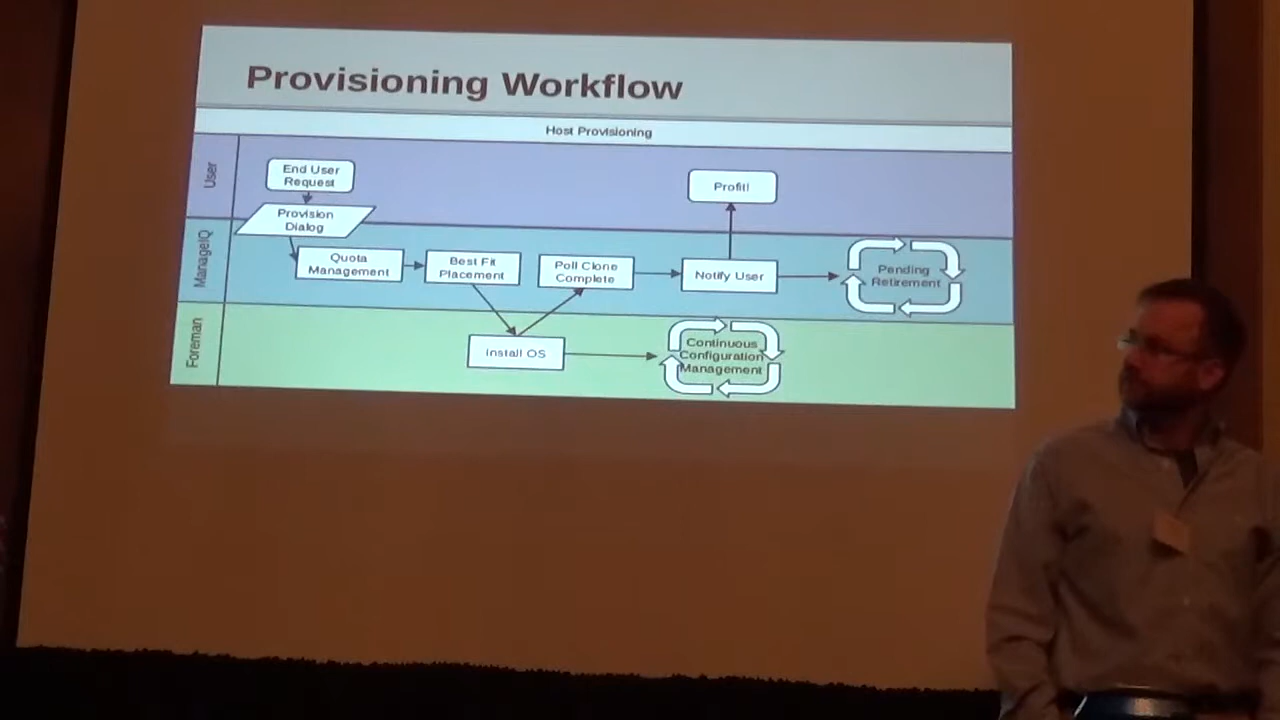 Provisioning Workflow
Host Provisioning
User
End User
Request
Provision
Dialog
Profit!
ManageIQ
Quota
Management
Best Fit
Placement
Poll Clone
Complete
Notify User
Pending
Retirement
Foreman
Install OS
Continuous
Configuration
Management